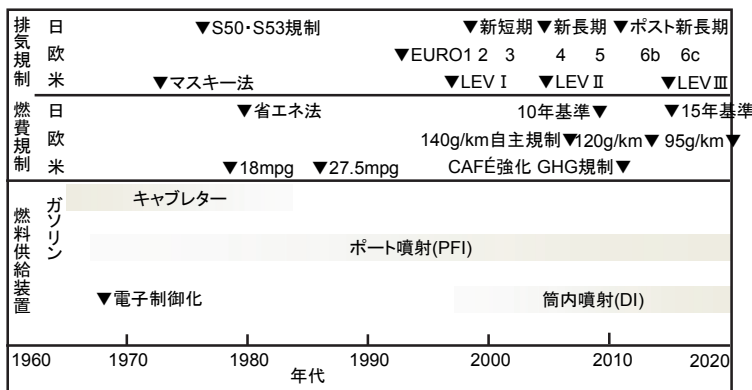 排気規制
日 ▼S50・S53規制 ▼新短期 ▼新長期 ▼ポスト新長期
欧 ▼EURO1 2 3 4 5 6b 6c
米 ▼マスキー法 ▼LEV Ⅰ ▼LEV Ⅱ ▼LEV Ⅲ
燃費規制
日 ▼省エネ法 10年基準▼ ▼15年基準
欧 140g/km自主規制▼ 120g/km▼ 95g/km▼
米 ▼18mpg ▼27.5mpg CAFÉ強化 GHG規制▼
燃料供給装置
ガソリン
キャブレター
ポート噴射(PFI)
▼電子制御化 筒内噴射(DI)
1960 1970 1980 1990 2000 2010 2020
年代